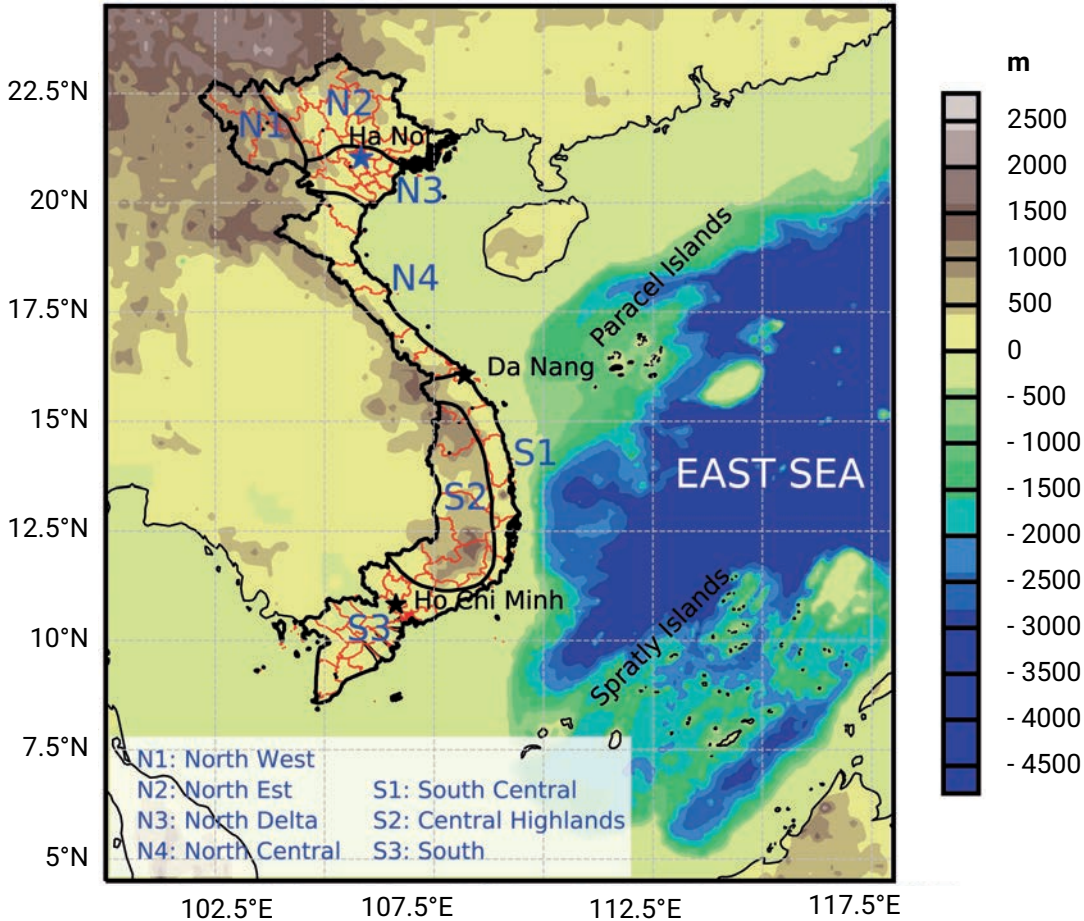 m
22.5°N
20°N
17.5°N
15°N
12.5°N
10°N
7.5°N
5°N
N1
N2
Ha Noi
N3
N4
Paracel Islands
Da Nang
S1
EAST SEA
S2
Ho Chi Minh
S3
Spratly Islands
N1: North West
N2: North Est
N3: North Delta
N4: North Central
S1: South Central
S2: Central Highlands
S3: South
102.5°E
107.5°E
112.5°E
117.5°E
2500
2000
1500
1000
500
0
- 500
- 1000
- 1500
- 2000
- 2500
- 3000
- 3500
- 4000
- 4500